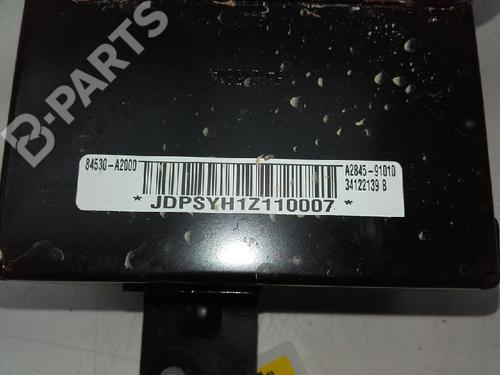 B-PARTS
84530-A2000
A2845-91010
34122139 B
* JDPSYH1Z110007 *